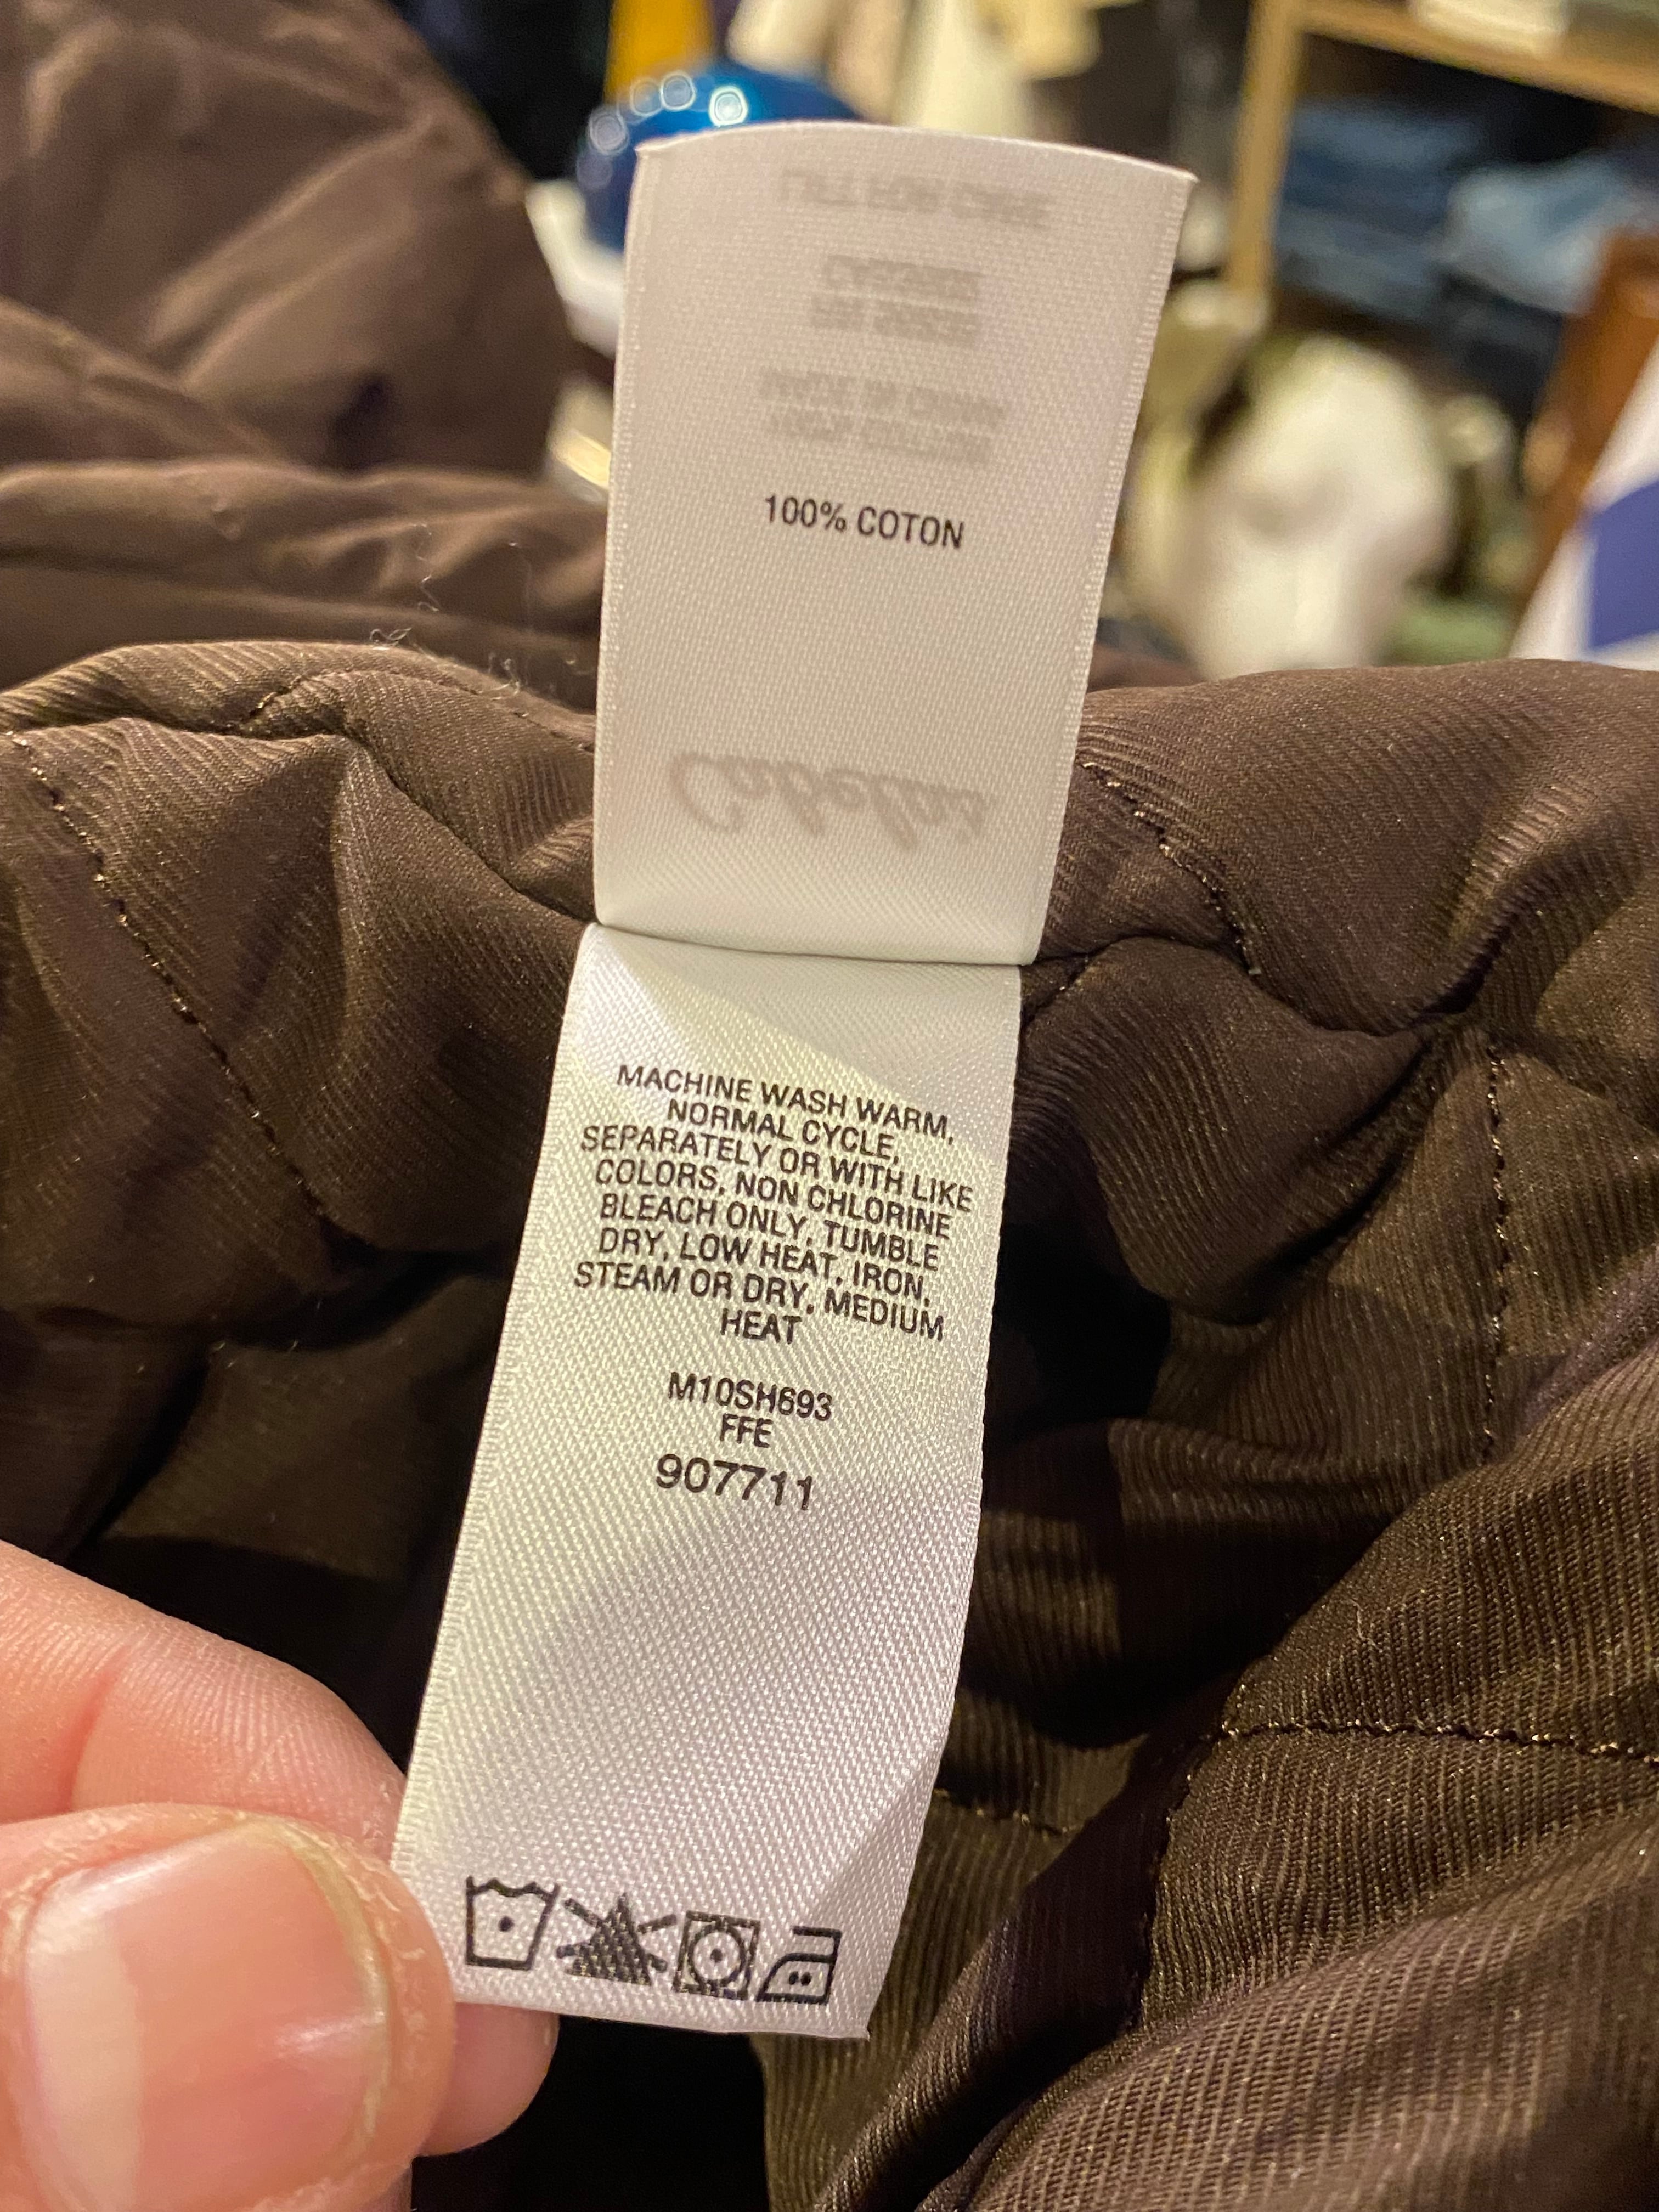 100% COTON
MACHINE WASH WARM,
NORMAL CYCLE,
SEPARATELY OR WITH LIKE
COLORS, NON CHLORINE
BLEACH ONLY, TUMBLE
DRY, LOW HEAT, IRON,
STEAM OR DRY, MEDIUM
HEAT
M10SH693
FFE
907711